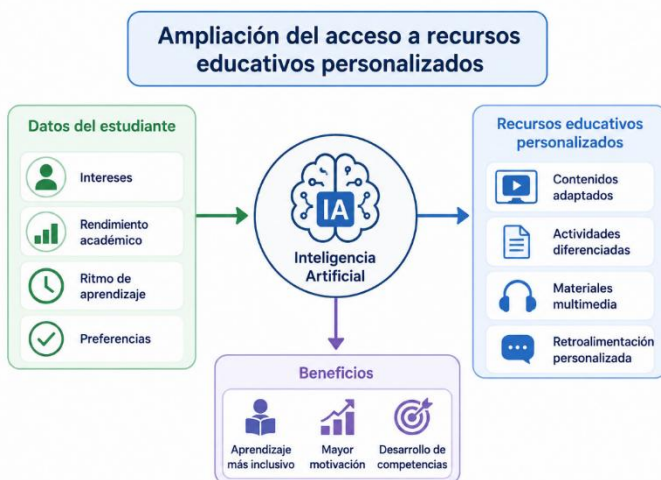 Ampliación del acceso a recursos
educativos personalizados
Datos del estudiante
Intereses
Rendimiento
académico
Ritmo de
aprendizaje
Preferencias
IA
Inteligencia
Artificial
Recursos educativos
personalizados
Contenidos
adaptados
Actividades
diferenciadas
Materiales
multimedia
Retroalimentación
personalizada
Beneficios
Aprendizaje
más inclusivo
Mayor
motivación
Desarrollo de
competencias